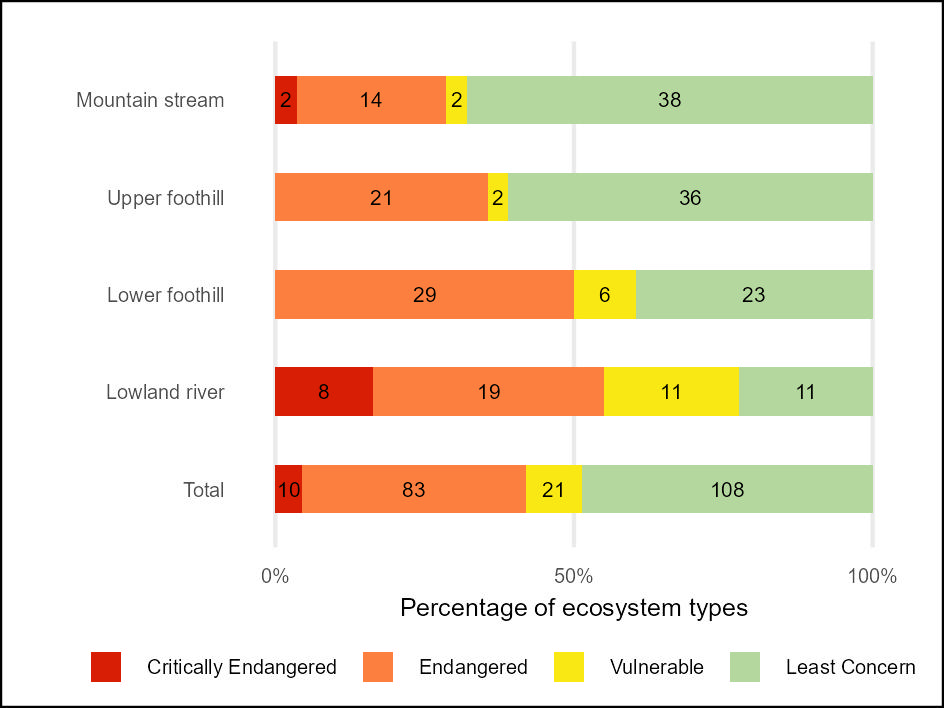 Mountain stream 2 14 2 38
Upper foothill 21 2 36
Lower foothill 29 6 23
Lowland river 8 19 11 11
Total 10 83 21 108
0% 50% 100%
Percentage of ecosystem types
Critically Endangered Endangered Vulnerable Least Concern